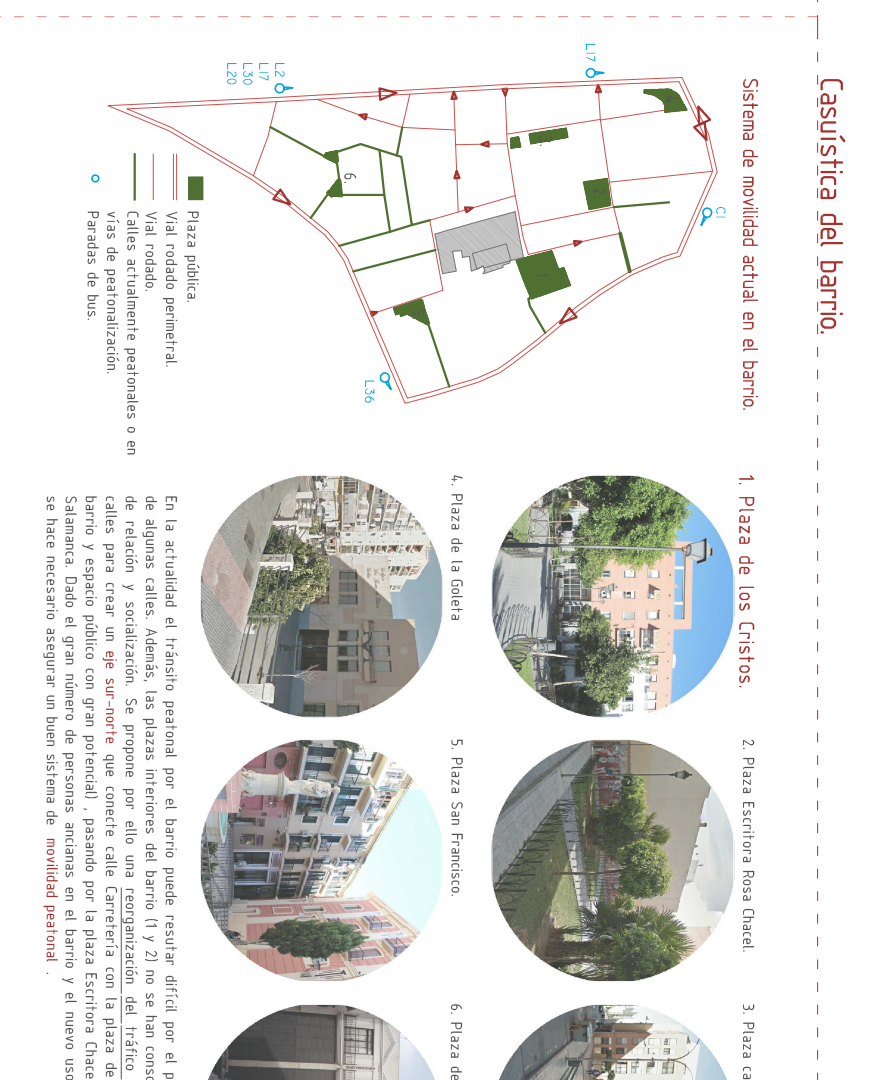 Casuística del barrio.
Sistema de movilidad actual en el barrio.
L17
C1
L2
L17
L30
L20
L36
1
2
6.
Plaza pública.
Vial rodado perimetral.
Vial rodado.
Calles actualmente peatonales o en
vías de peatonalización.
Paradas de bus.
1. Plaza de los Cristos.
2. Plaza Escritora Rosa Chacel.
3. Plaza ca
4. Plaza de la Goleta
5. Plaza San Francisco.
6. Plaza de
En la actualidad el tránsito peatonal por el barrio puede resutar difícil por el p
de algunas calles. Además, las plazas interiores del barrio (1 y 2) no se han consc
de relación y socialización. Se propone por ello una reorganización del tráfico
calles para crear un eje sur-norte que conecte calle Carretería con la plaza de
barrio y espacio público con gran potencial) , pasando por la plaza Escritora Chace
Salamanca. Dado el gran número de personas ancianas en el barrio y el nuevo uso
se hace necesario asegurar un buen sistema de movilidad peatonal .